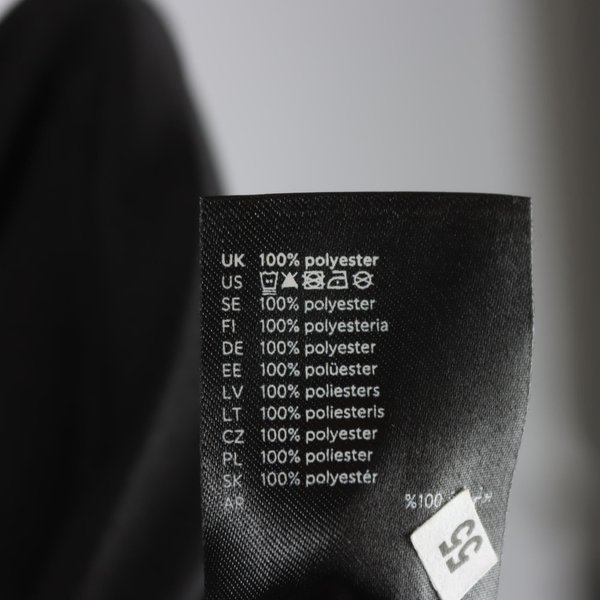 UK 100% polyester
US
SE 100% polyester
FI 100% polyesteria
DE 100% polyester
EE 100% polüester
LV 100% poliesters
LT 100% poliesteris
CZ 100% polyester
PL 100% poliester
SK 100% polyestér
AR %100
55